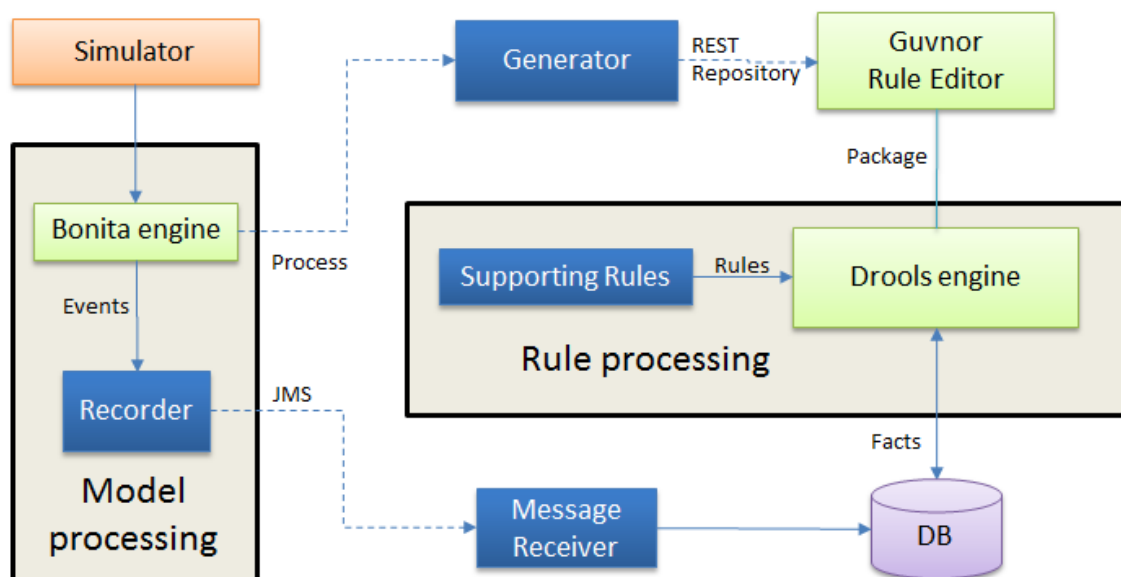 Simulator
Generator
REST
Repository
Guvnor
Rule Editor
Package
Bonita engine
Process
Events
Supporting Rules
Rules
Drools engine
Rule processing
Recorder
JMS
Facts
Model
processing
Message
Receiver
DB